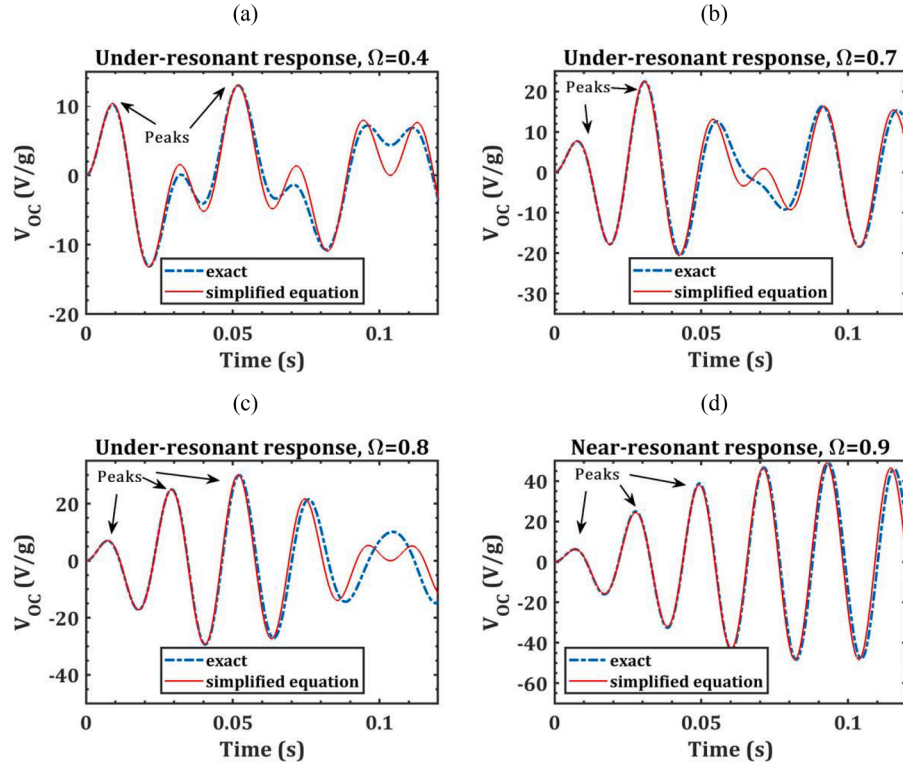 (a)
Under-resonant response, Ω=0.4
V_OC (V/g)
10
0
-10
-20
Peaks
exact
simplified equation
0
0.05
0.1
Time (s)
(b)
Under-resonant response, Ω=0.7
V_OC (V/g)
20
10
0
-10
-20
-30
Peaks
exact
simplified equation
0
0.05
0.1
Time (s)
(c)
Under-resonant response, Ω=0.8
V_OC (V/g)
20
0
-20
-40
Peaks
exact
simplified equation
0
0.05
0.1
Time (s)
(d)
Near-resonant response, Ω=0.9
V_OC (V/g)
40
20
0
-20
-40
-60
Peaks
exact
simplified equation
0
0.05
0.1
Time (s)